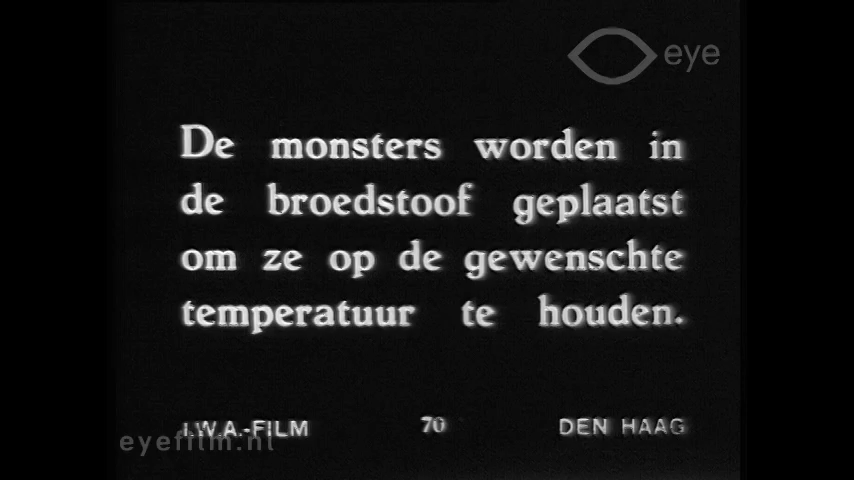 eye
De monsters worden in
de broedstoof geplaatst
om ze op de gewenschte
temperatuur te houden.
I.W.A.-FILM 70 DEN HAAG
eyefilm.nl